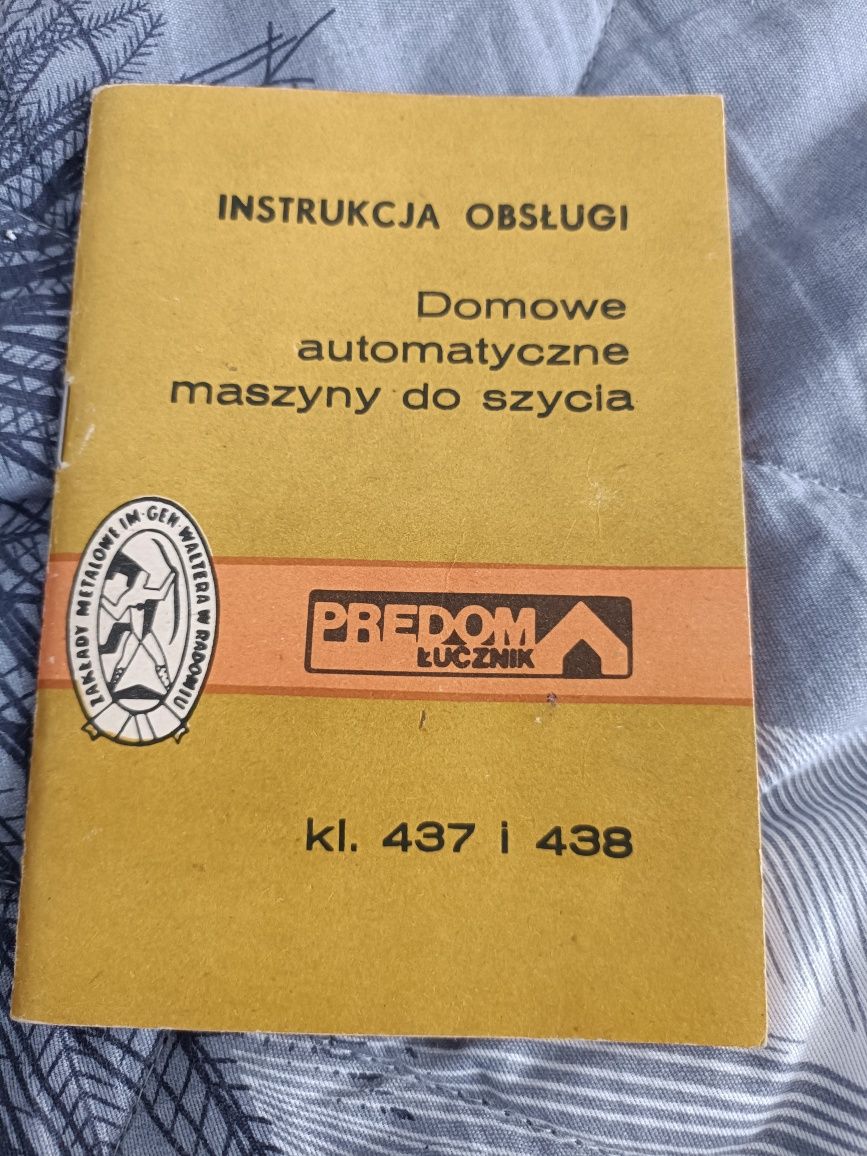 INSTRUKCJA OBSŁUGI
Domowe
automatyczne
maszyny do szycia
ZAKŁADY METALOWE IM·GEN·WALTERA W RADOMIU
PREDOM
ŁUCZNIK
kl. 437 i 438